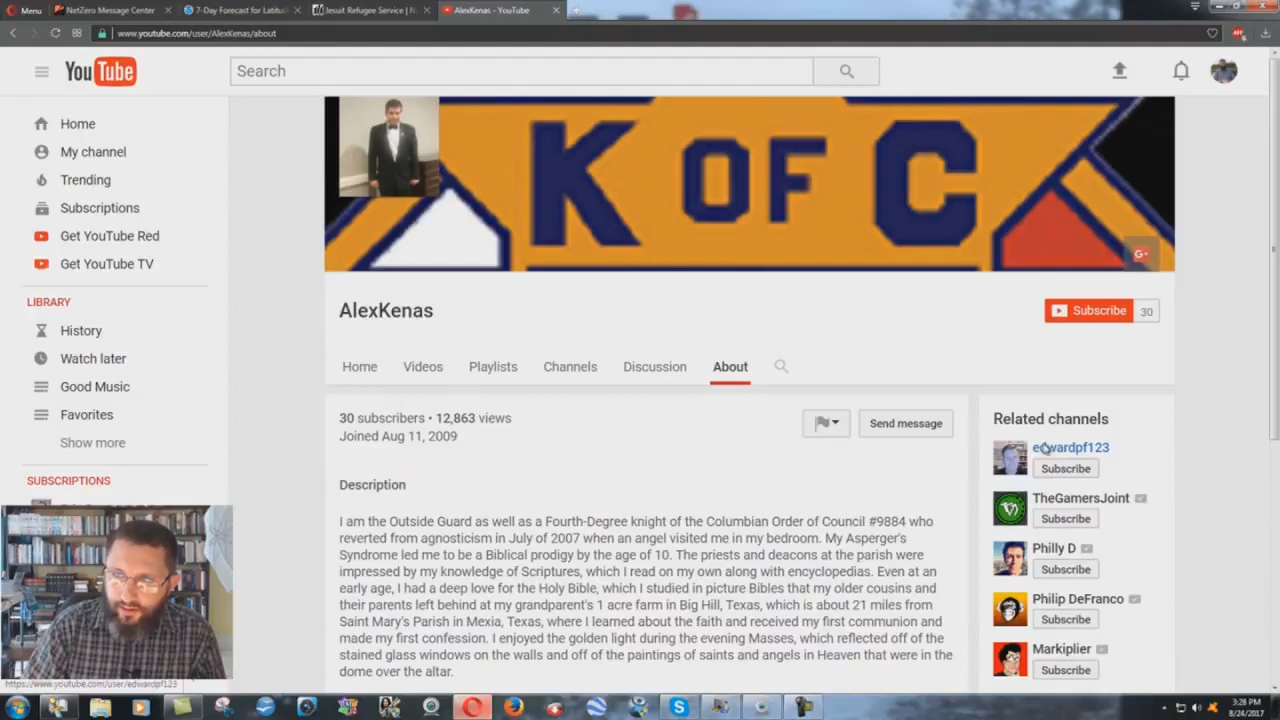 Menu
NetZero Message Center
7-Day Forecast for Latitud
Jesuit Refugee Service | N
AlexKenas - YouTube
www.youtube.com/user/AlexKenas/about
YouTube
Search
Home
My channel
Trending
Subscriptions
Get YouTube Red
Get YouTube TV
LIBRARY
History
Watch later
Good Music
Favorites
Show more
SUBSCRIPTIONS
K OF C
G+
AlexKenas
Subscribe 30
Home Videos Playlists Channels Discussion About
30 subscribers • 12,863 views
Joined Aug 11, 2009
Send message
Description
I am the Outside Guard as well as a Fourth-Degree knight of the Columbian Order of Council #9884 who
reverted from agnosticism in July of 2007 when an angel visited me in my bedroom. My Asperger's
Syndrome led me to be a Biblical prodigy by the age of 10. The priests and deacons at the parish were
impressed by my knowledge of Scriptures, which I read on my own along with encyclopedias. Even at an
early age, I had a deep love for the Holy Bible, which I studied in picture Bibles that my older cousins and
their parents left behind at my grandparent's 1 acre farm in Big Hill, Texas, which is about 21 miles from
Saint Mary's Parish in Mexia, Texas, where I learned about the faith and received my first communion and
made my first confession. I enjoyed the golden light during the evening Masses, which reflected off of the
stained glass windows on the walls and off of the paintings of saints and angels in Heaven that were in the
dome over the altar.
Related channels
edwardpf123
Subscribe
TheGamersJoint
Subscribe
Philly D
Subscribe
Philip DeFranco
Subscribe
Markiplier
Subscribe
https://www.youtube.com/user/edwardpf123
3:28 PM
8/24/2017